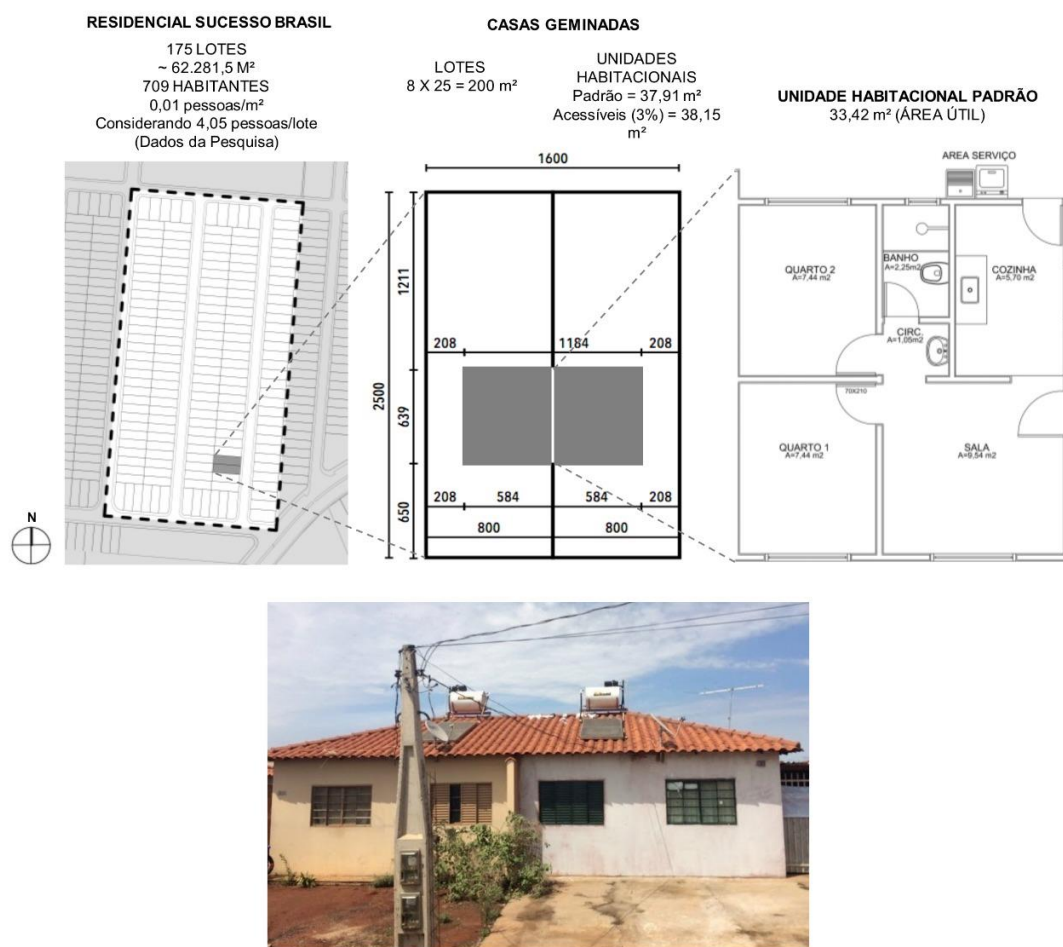 RESIDENCIAL SUCESSO BRASIL
175 LOTES
~ 62.281,5 M²
709 HABITANTES
0,01 pessoas/m²
Considerando 4,05 pessoas/lote
(Dados da Pesquisa)
N
CASAS GEMINADAS
LOTES
8 X 25 = 200 m²
UNIDADES
HABITACIONAIS
Padrão = 37,91 m²
Acessíveis (3%) = 38,15
m²
1600
1211
208
1184
208
2500
639
650
208
584
584
208
800
800
UNIDADE HABITACIONAL PADRÃO
33,42 m² (ÁREA ÚTIL)
AREA SERVIÇO
QUARTO 2
A=7,44 m2
BANHO
A=2,25m2
COZINHA
A=5,70 m2
CIRC.
A=1,05m2
70X210
QUARTO 1
A=7,44 m2
SALA
A=9,54 m2